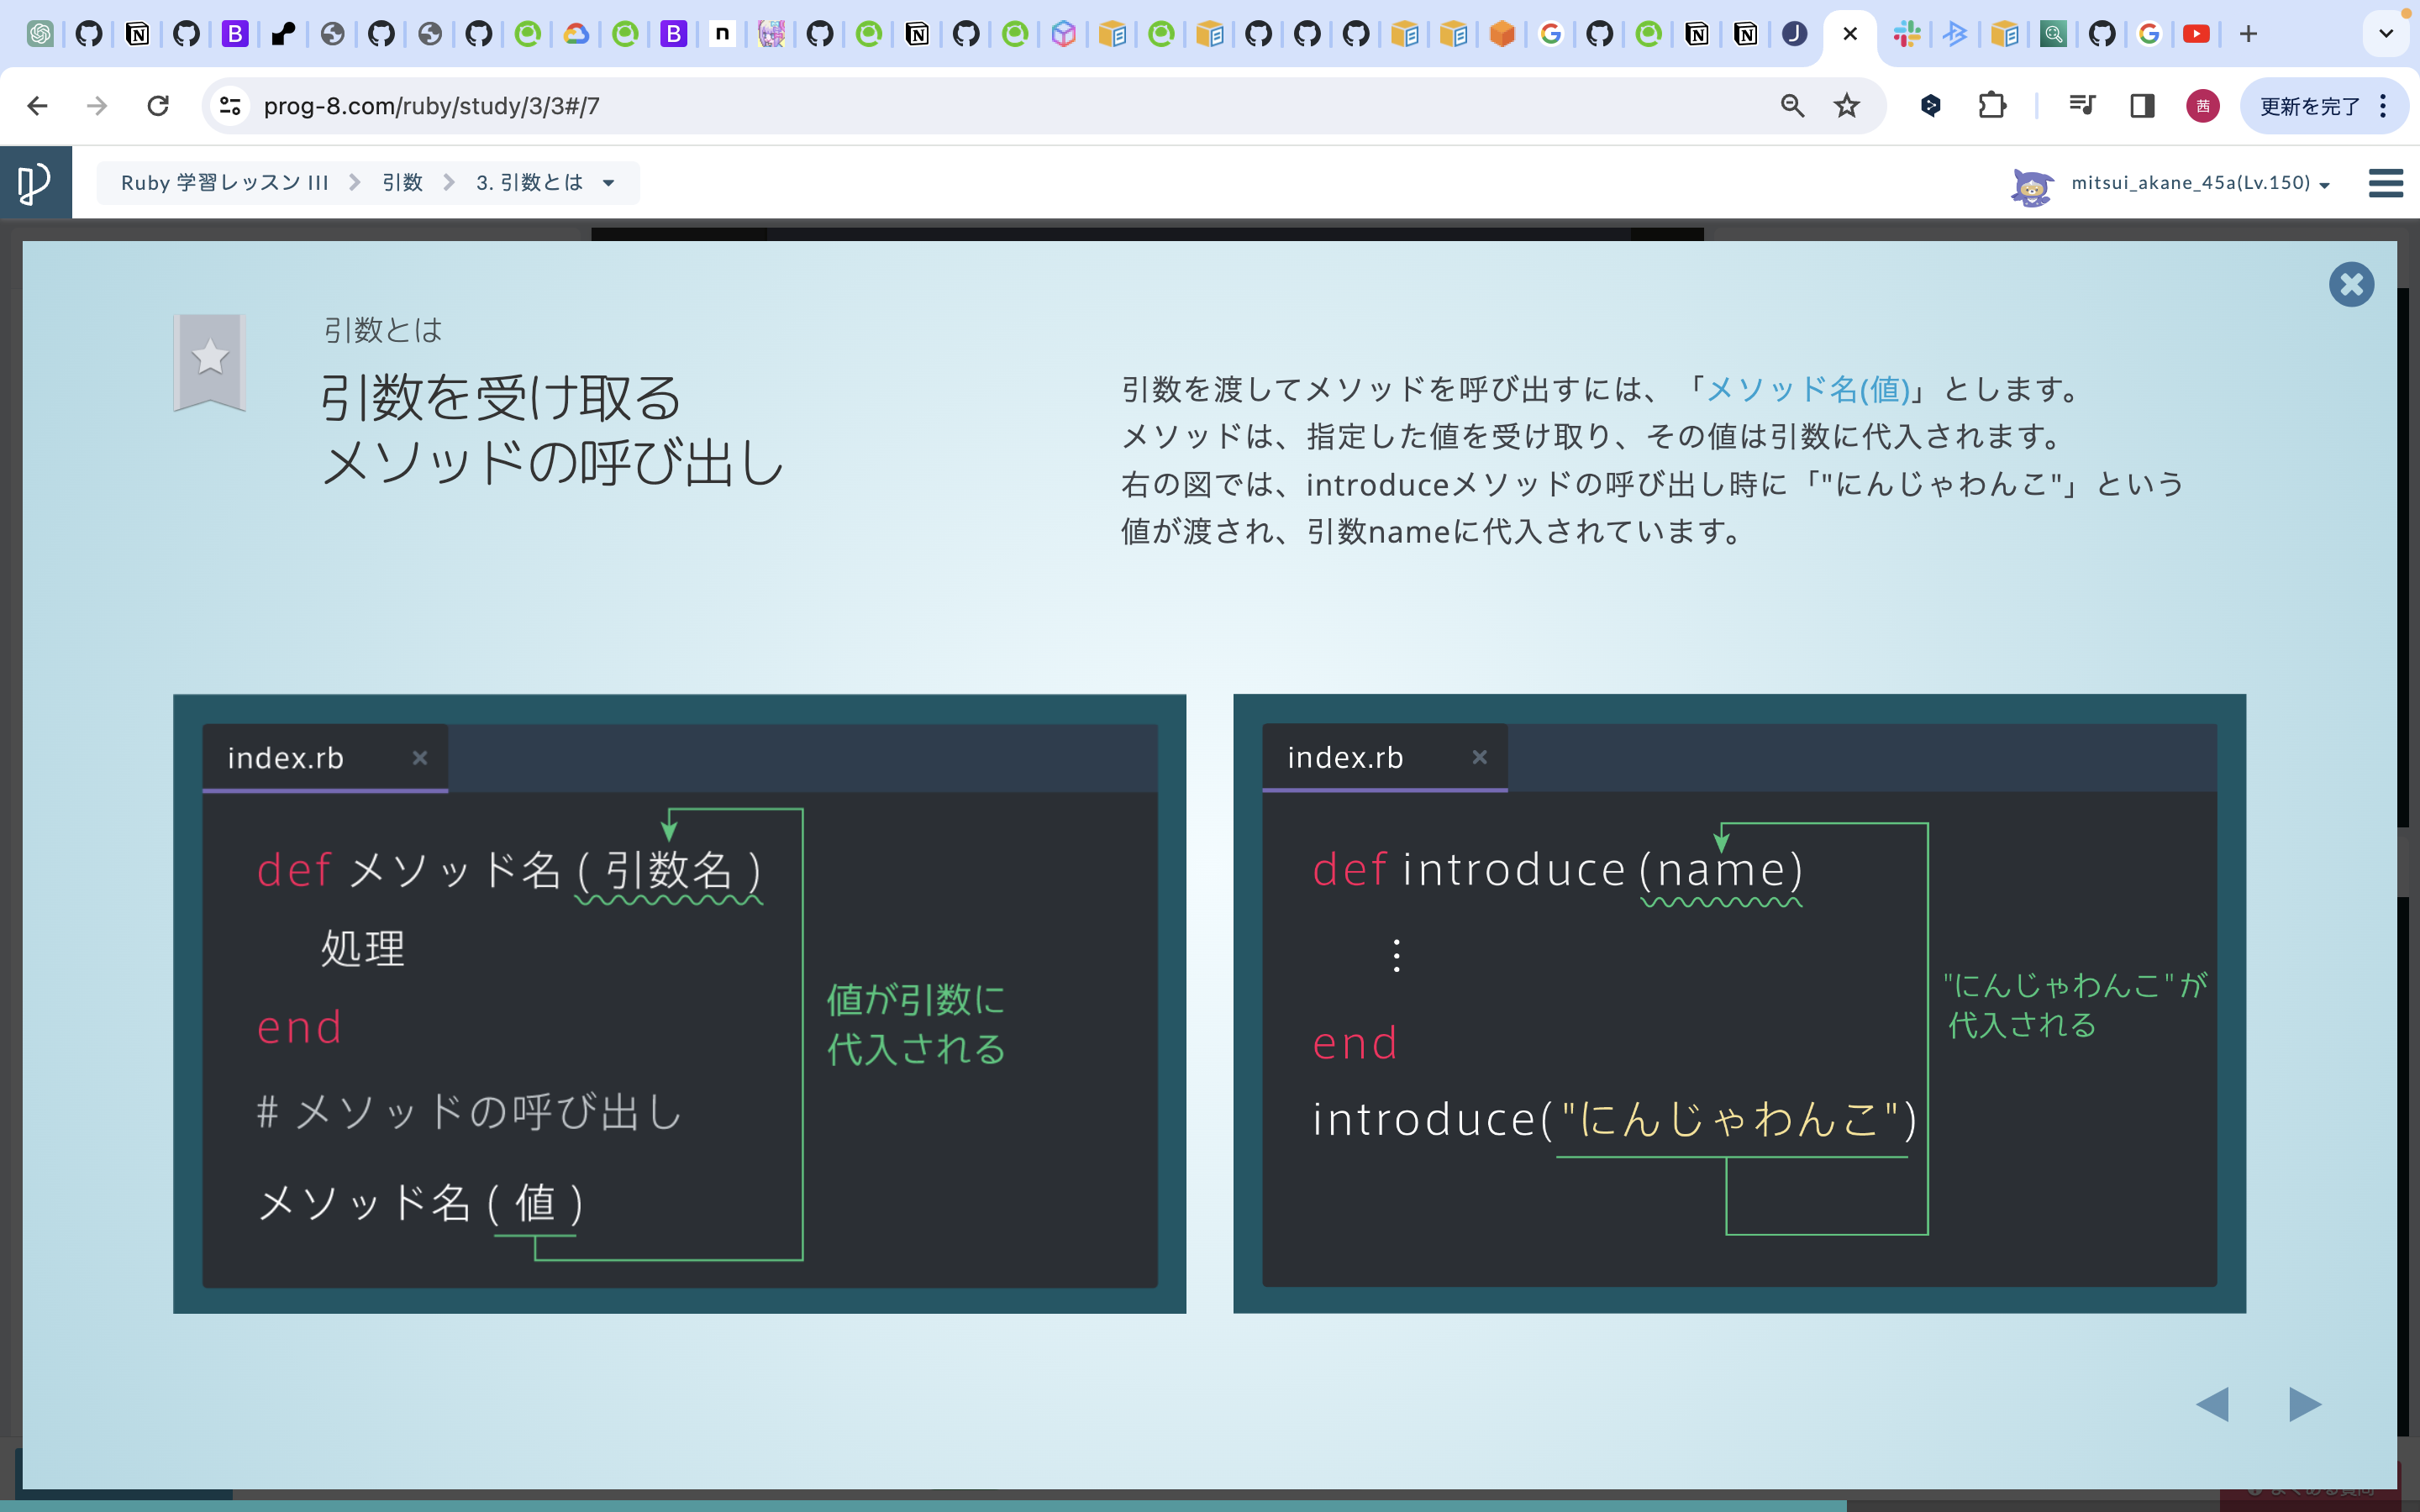 prog-8.com/ruby/study/3/3#/7
茜
更新を完了
Ruby 学習レッスン III
引数
3. 引数とは
mitsui_akane_45a(Lv.150)
引数とは
引数を受け取る
メソッドの呼び出し
引数を渡してメソッドを呼び出すには、「メソッド名(値)」とします。
メソッドは、指定した値を受け取り、その値は引数に代入されます。
右の図では、introduceメソッドの呼び出し時に「"にんじゃわんこ"」という
値が渡され、引数nameに代入されています。
index.rb
def メソッド名 ( 引数名 )
処理
end
# メソッドの呼び出し
メソッド名 ( 値 )
値が引数に
代入される
index.rb
def introduce (name)
⋮
end
introduce("にんじゃわんこ")
"にんじゃわんこ" が
代入される